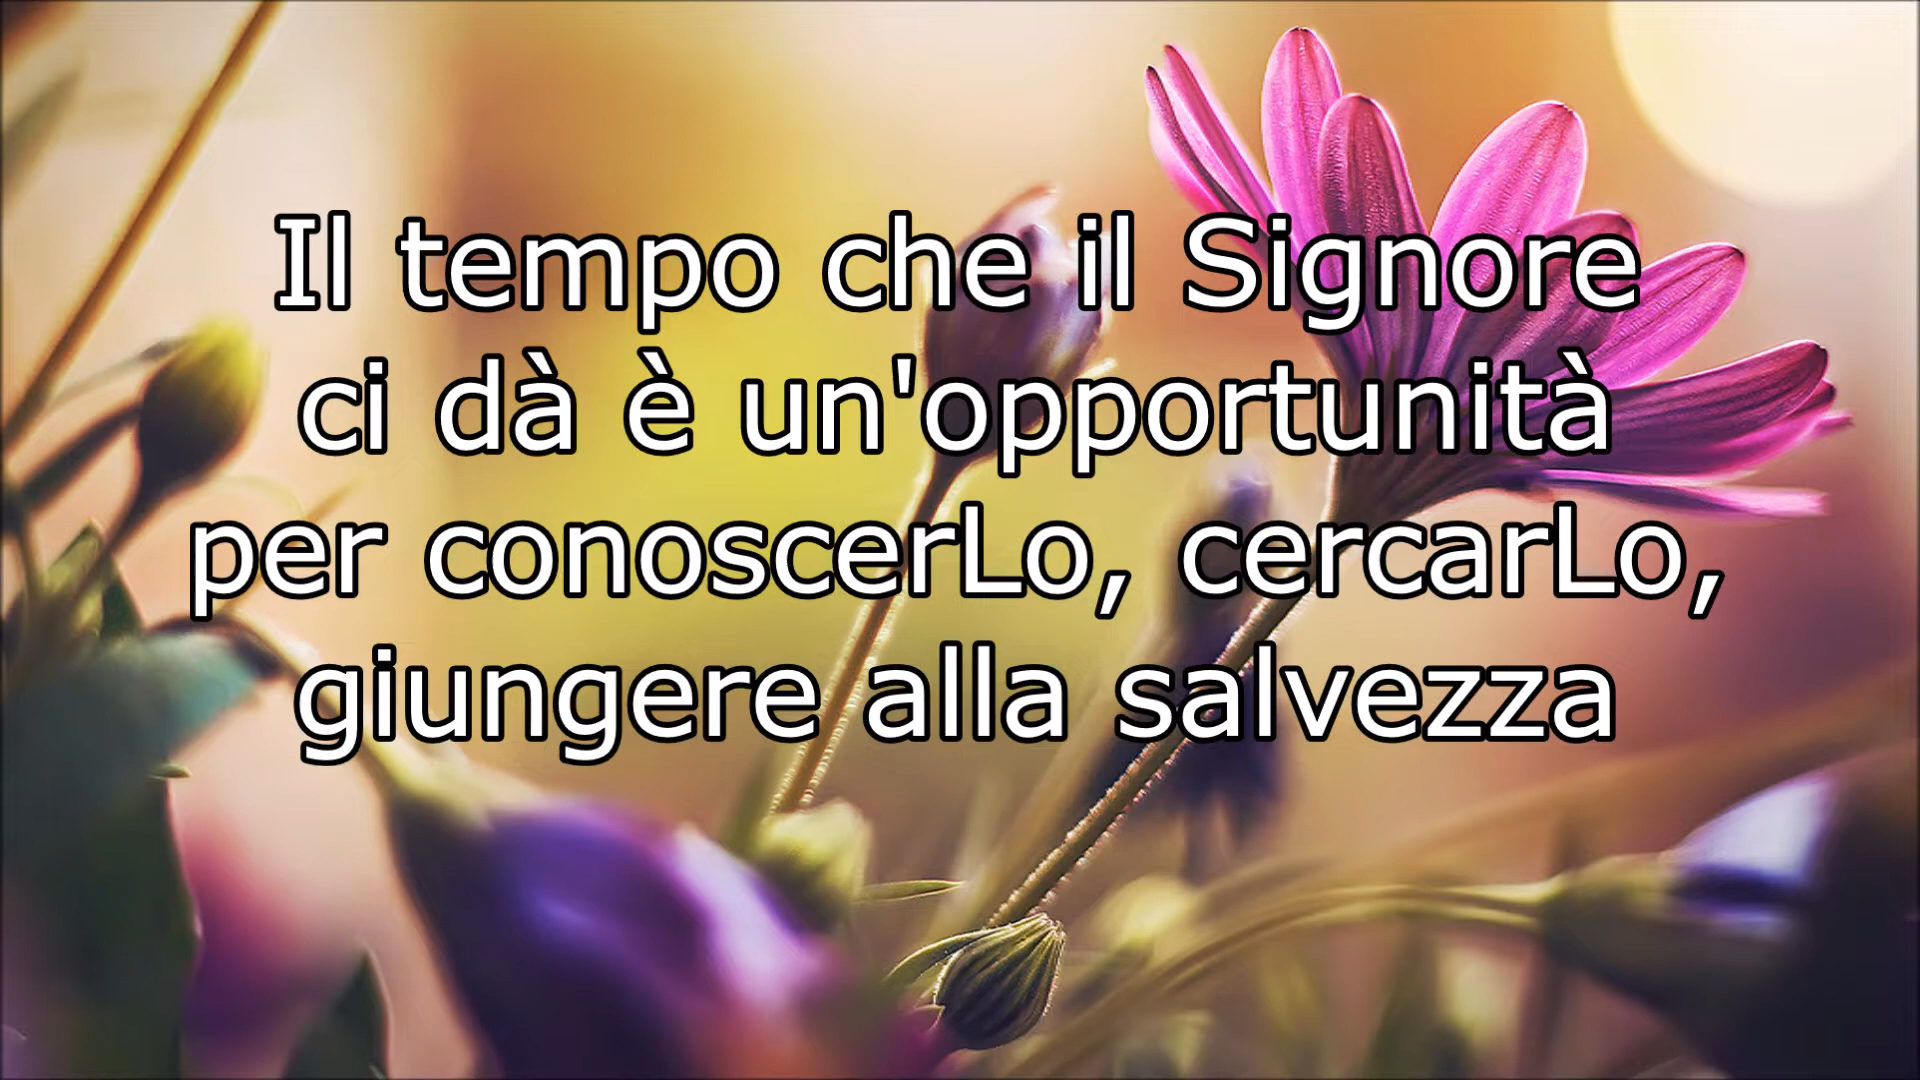 Il tempo che il Signore
ci dà è un'opportunità
per conoscerLo, cercarLo,
giungere alla salvezza